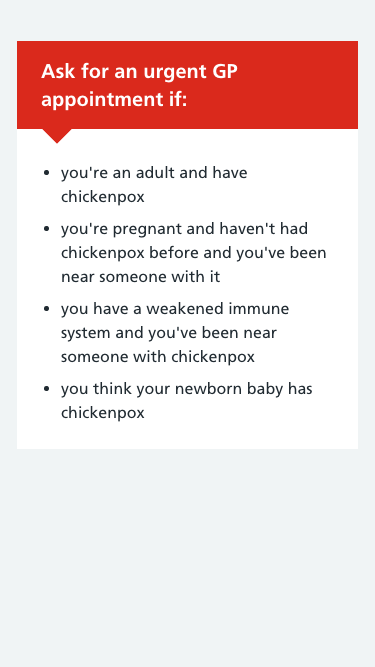 Ask for an urgent GP
appointment if:
• you're an adult and have
chickenpox
• you're pregnant and haven't had
chickenpox before and you've been
near someone with it
• you have a weakened immune
system and you've been near
someone with chickenpox
• you think your newborn baby has
chickenpox